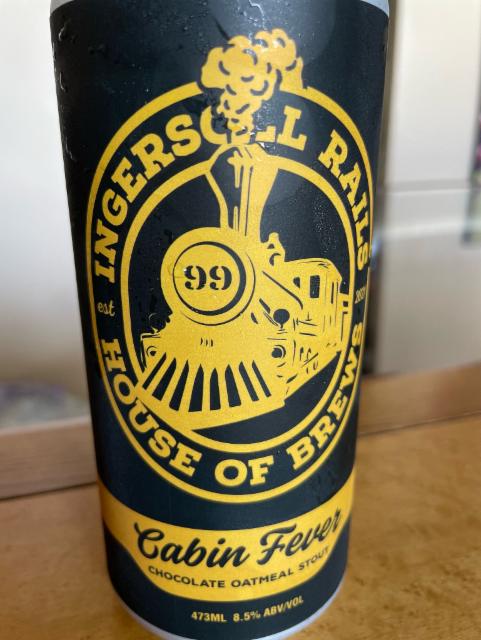 INGERSOLL RAILS
99
est
HOUSE OF BREWS
Cabin Fever
CHOCOLATE OATMEAL STOUT
473ML 8.5% ABV/VOL